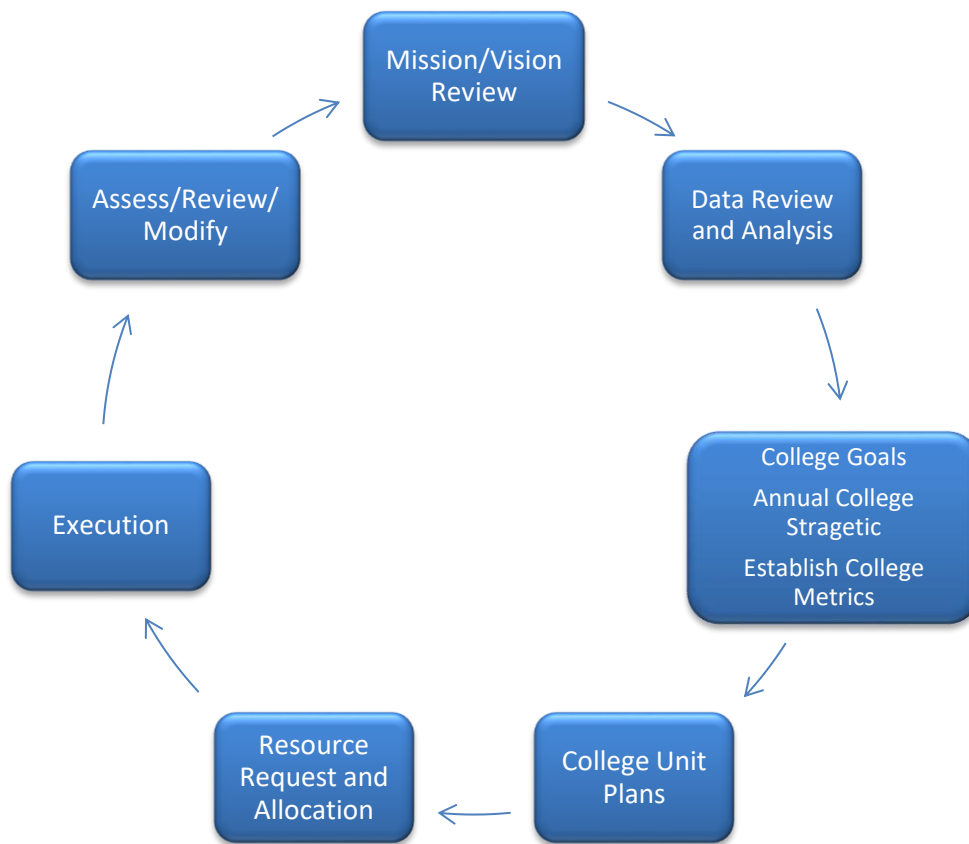 Mission/Vision
Review
Data Review
and Analysis
College Goals
Annual College
Stragetic
Establish College
Metrics
College Unit
Plans
Resource
Request and
Allocation
Execution
Assess/Review/
Modify